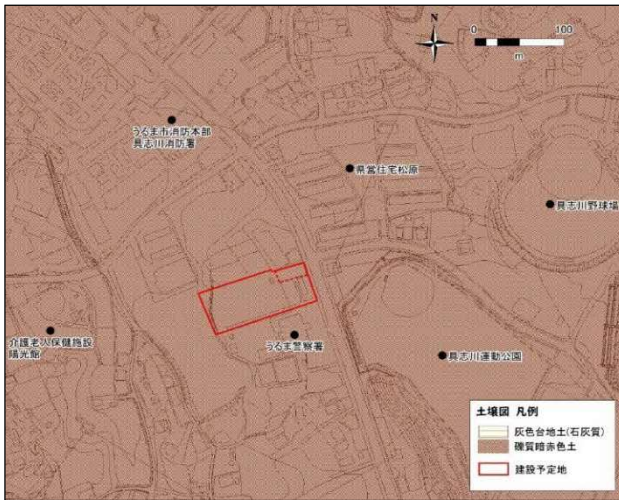 N
0 100
m
うるま市消防本部
具志川消防署
県営住宅松原
具志川野球場
介護老人保健施設
陽光館
うるま警察署
具志川運動公園
土壌図 凡例
灰色台地土(石灰質)
礫質暗赤色土
建設予定地